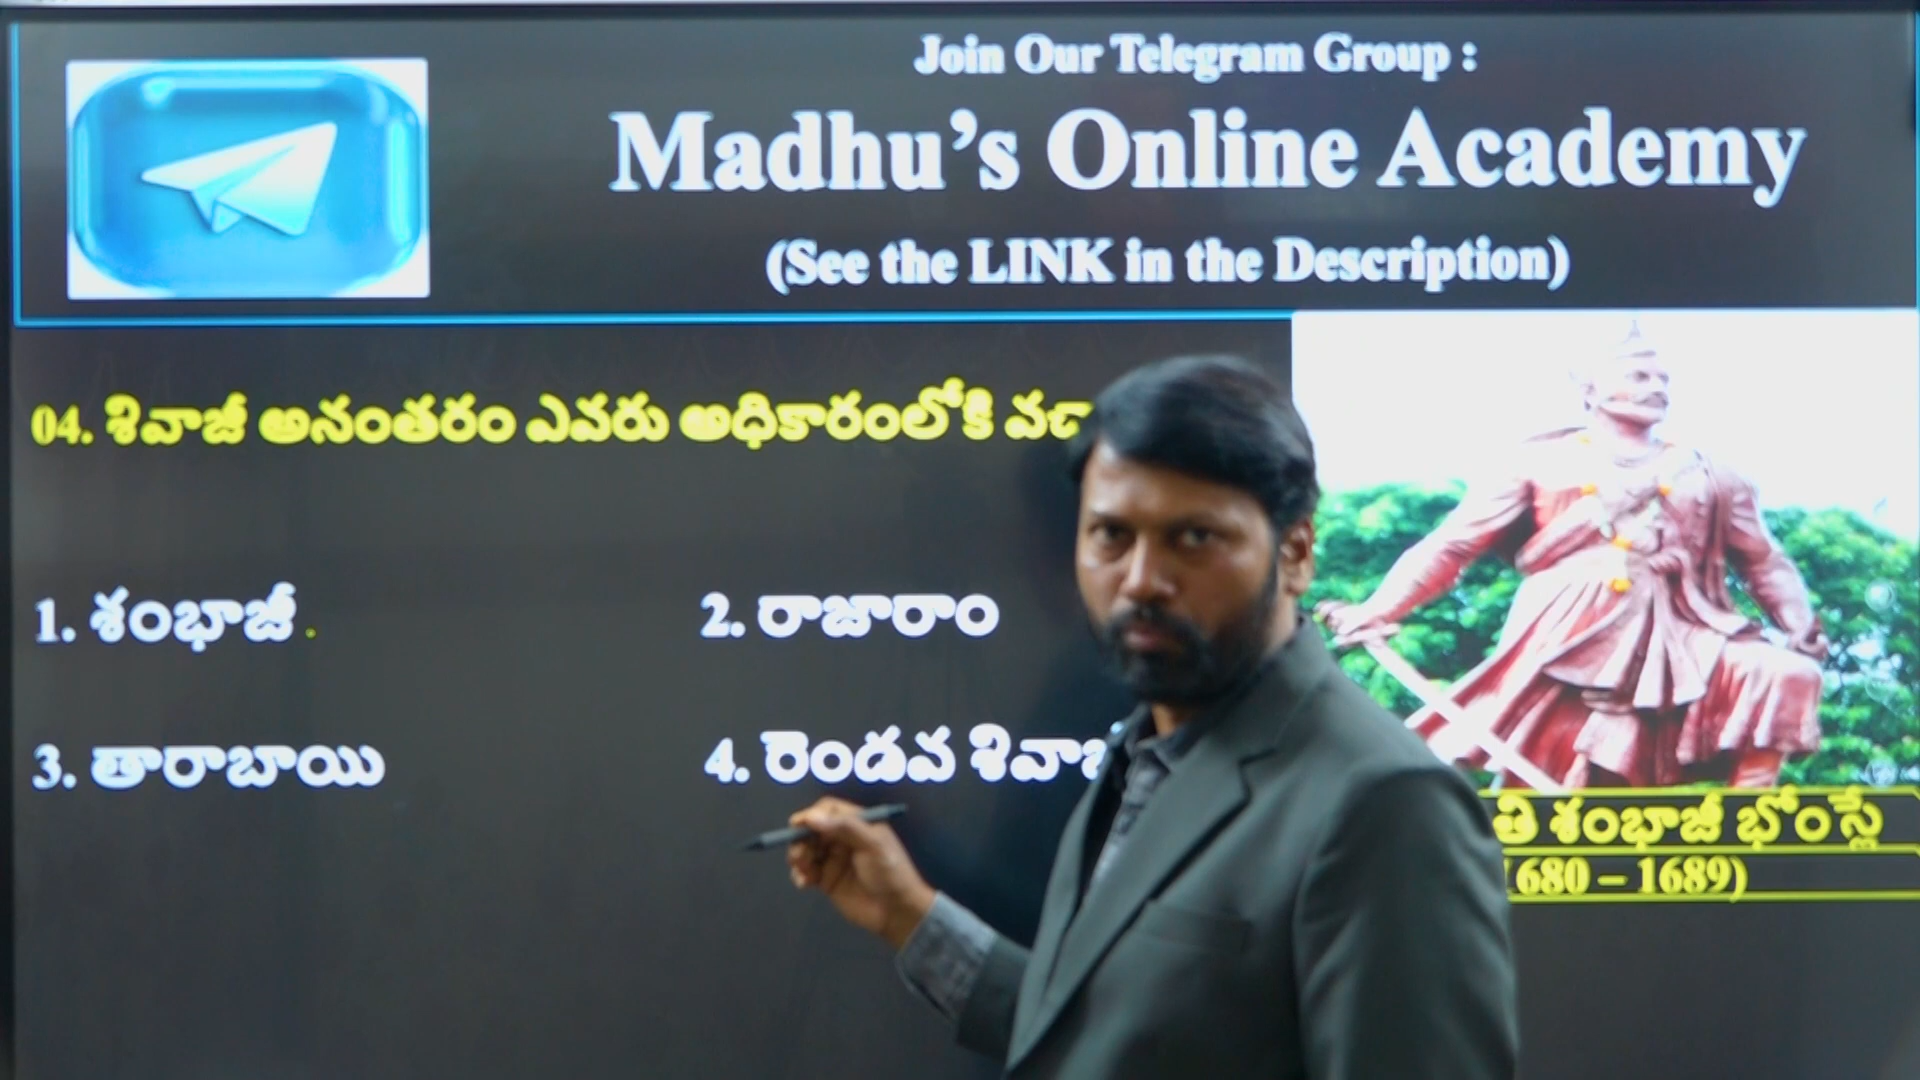 Join Our Telegram Group :
Madhu's Online Academy
(See the LINK in the Description)
04. శివాజీ అనంతరం ఎవరు అధికారంలోకి
1. శంభాజీ
2. రాజారాం
3. తారాబాయి
4. రెండవ
శంభాజీ భోంస్లే
1680 – 1689)